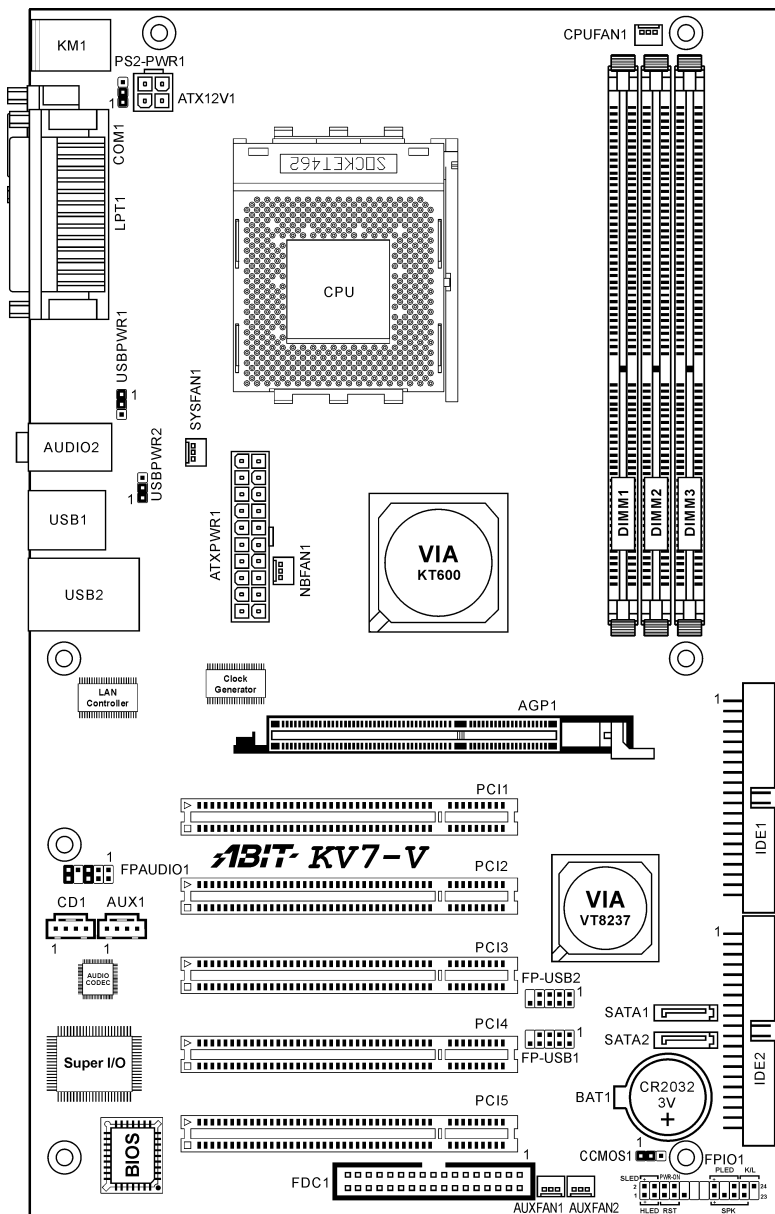 KM1
PS2-PWR1
1
ATX12V1
CPUFAN1
COM1
LPT1
SOCKET462
CPU
USBPWR1
1
SYSFAN1
AUDIO2
USBPWR2
1
USB1
ATXPWR1
NBFAN1
VIA
KT600
DIMM1
DIMM2
DIMM3
USB2
LAN
Controller
Clock
Generator
AGP1
1
IDE1
PCI1
ABIT KV7-V
1
FPAUDIO1
PCI2
VIA
VT8237
CD1
AUX1
1
1
1
PCI3
AUDIO
CODEC
FP-USB2
1
SATA1
PCI4
1
FP-USB1
SATA2
IDE2
Super I/O
CR2032
3V
+
BAT1
PCI5
BIOS
1
CCMOS1
FPIO1
1
FDC1
PLED
K/L
SLED
PWR-ON
2
1
24
23
HLED
RST
SPK
AUXFAN1
AUXFAN2